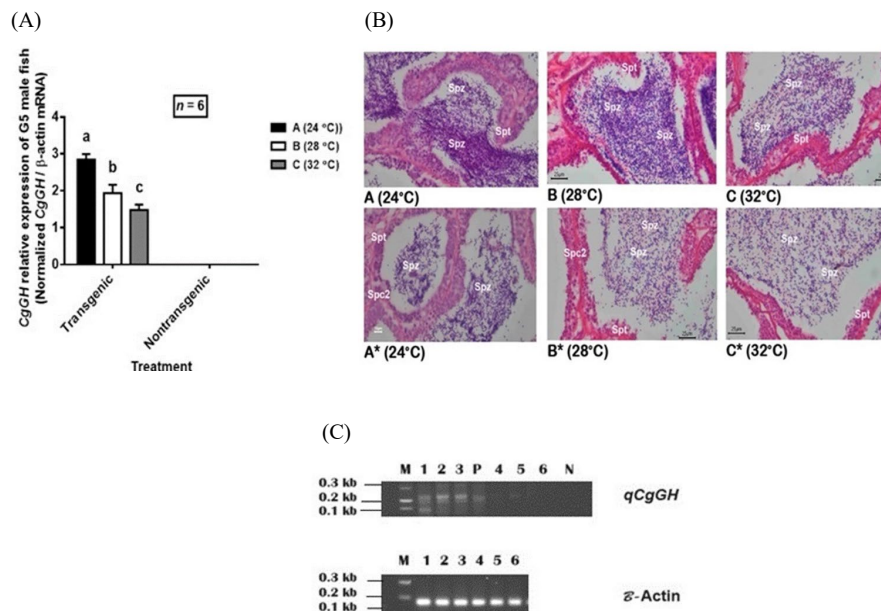 (A)
CgGH relative expression of G5 male fish
(Normalized CgGH / β-actin mRNA)
4
3
2
1
0
a
b
c
n = 6
A (24 °C))
B (28 °C)
C (32 °C)
Transgenic
Nontransgenic
Treatment
(B)
Spz
Spz
Spt
A (24°C)
Spt
Spz
Spz
B (28°C)
Spz
Spz
Spt
C (32°C)
Spt
Spz
Spz
Spc2
A* (24°C)
Spc2
Spz
Spz
Spt
B* (28°C)
Spz
Spz
Spt
C* (32°C)
(C)
M 1 2 3 P 4 5 6 N
0.3 kb
0.2 kb
0.1 kb
qCgGH
M 1 2 3 4 5 6
0.3 kb
0.2 kb
0.1 kb
ꞵ-Actin